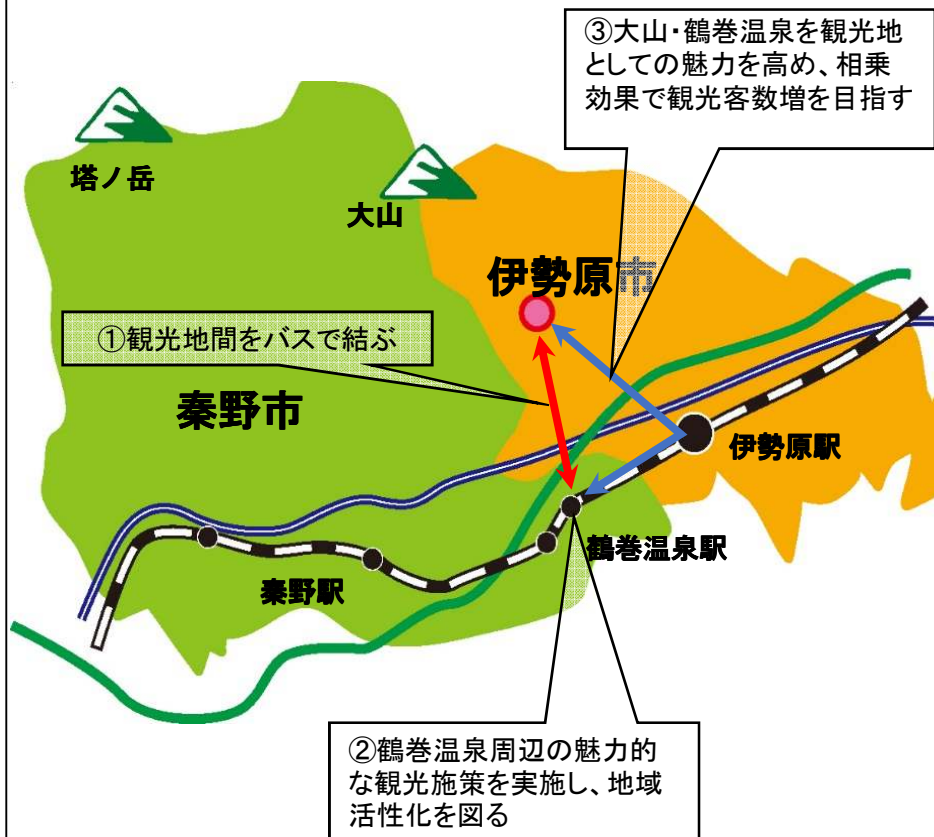 ③大山・鶴巻温泉を観光地
としての魅力を高め、相乗
効果で観光客数増を目指す
塔ノ岳
大山
伊勢原市
①観光地間をバスで結ぶ
秦野市
伊勢原駅
鶴巻温泉駅
秦野駅
②鶴巻温泉周辺の魅力的
な観光施策を実施し、地域
活性化を図る